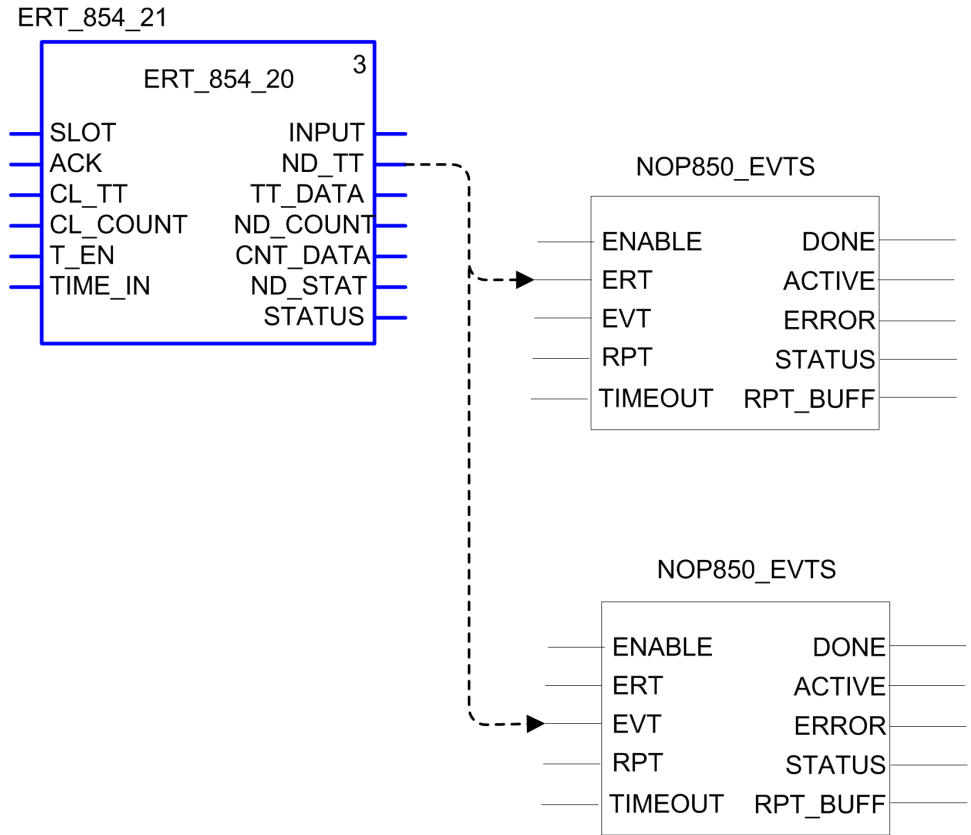 ERT_854_21
3
ERT_854_20
SLOT INPUT
ACK ND_TT
CL_TT TT_DATA
CL_COUNT ND_COUNT
T_EN CNT_DATA
TIME_IN ND_STAT
STATUS
NOP850_EVTS
ENABLE DONE
ERT ACTIVE
EVT ERROR
RPT STATUS
TIMEOUT RPT_BUFF
NOP850_EVTS
ENABLE DONE
ERT ACTIVE
EVT ERROR
RPT STATUS
TIMEOUT RPT_BUFF